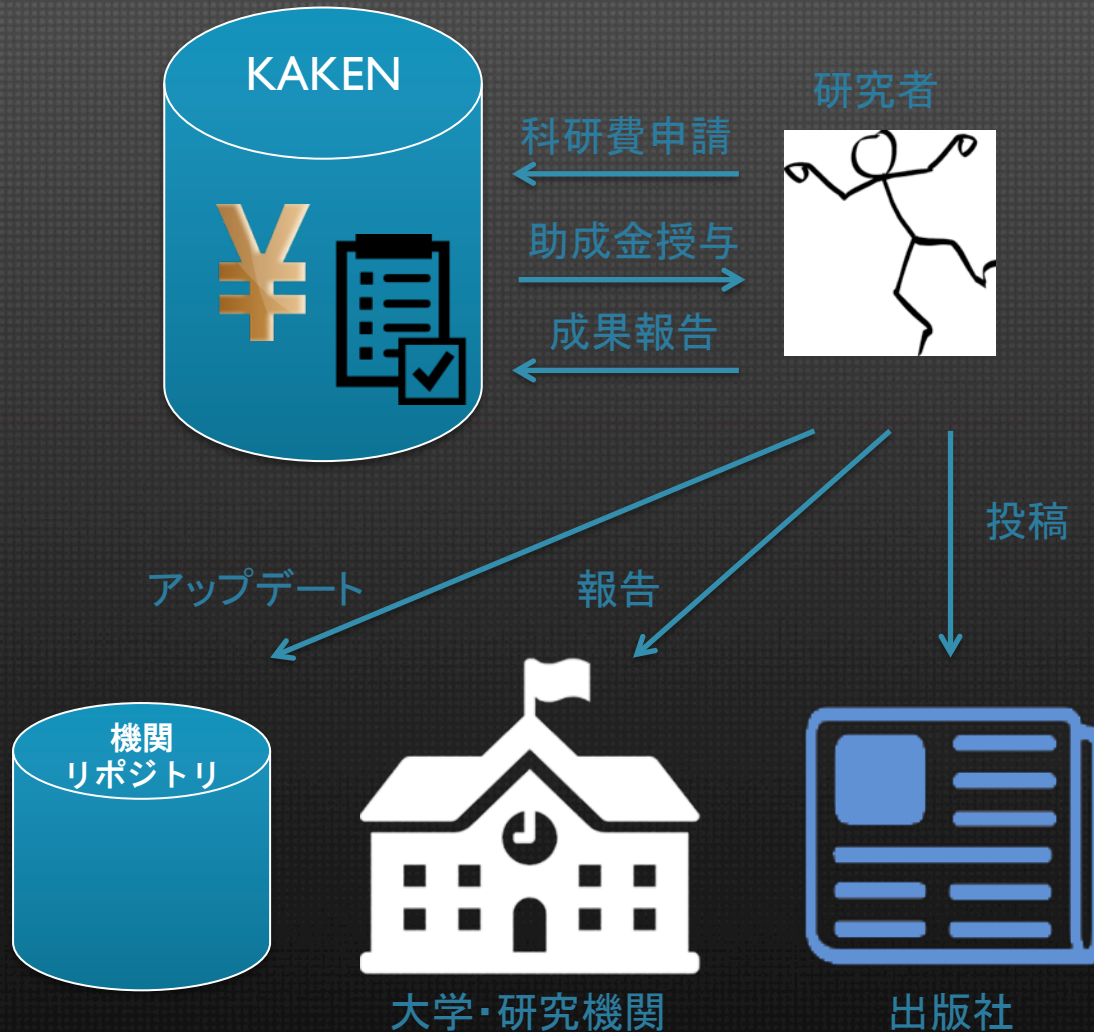 KAKEN
研究者
科研費申請
助成金授与
成果報告
投稿
アップデート
報告
機関
リポジトリ
大学・研究機関
出版社